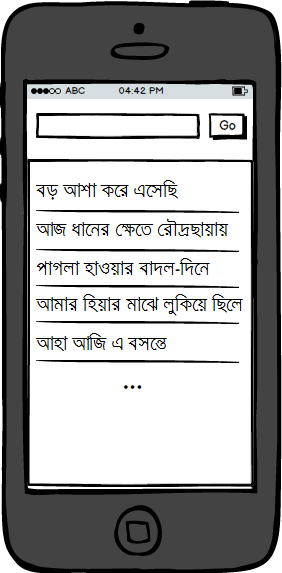 ABC 04:42 PM
Go
বড় আশা করে এসেছি
আজ ধানের ক্ষেতে রৌদ্রছায়ায়
পাগলা হাওয়ার বাদল-দিনে
আমার হিয়ার মাঝে লুকিয়ে ছিলে
আহা আজি এ বসন্তে
...